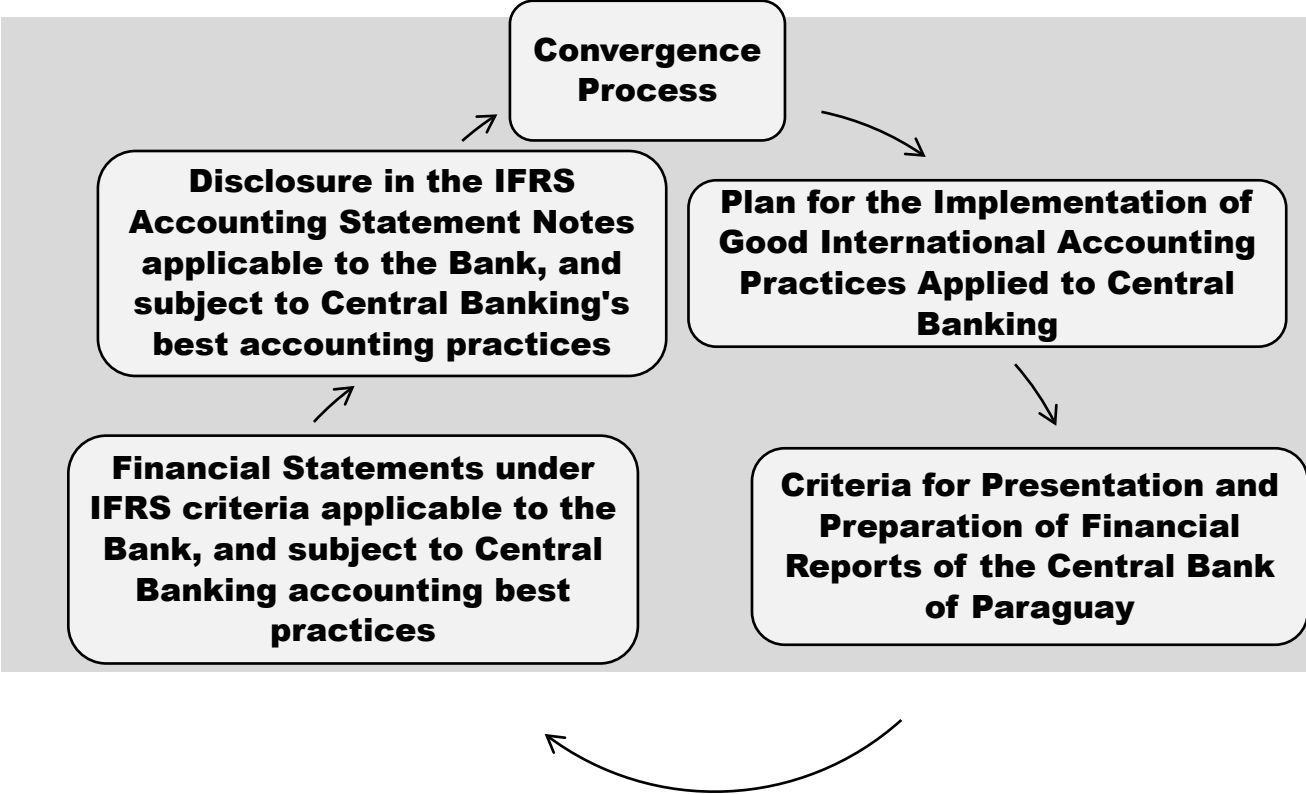 Convergence
Process
Disclosure in the IFRS
Accounting Statement Notes
applicable to the Bank, and
subject to Central Banking's
best accounting practices
Plan for the Implementation of
Good International Accounting
Practices Applied to Central
Banking
Financial Statements under
IFRS criteria applicable to the
Bank, and subject to Central
Banking accounting best
practices
Criteria for Presentation and
Preparation of Financial
Reports of the Central Bank
of Paraguay